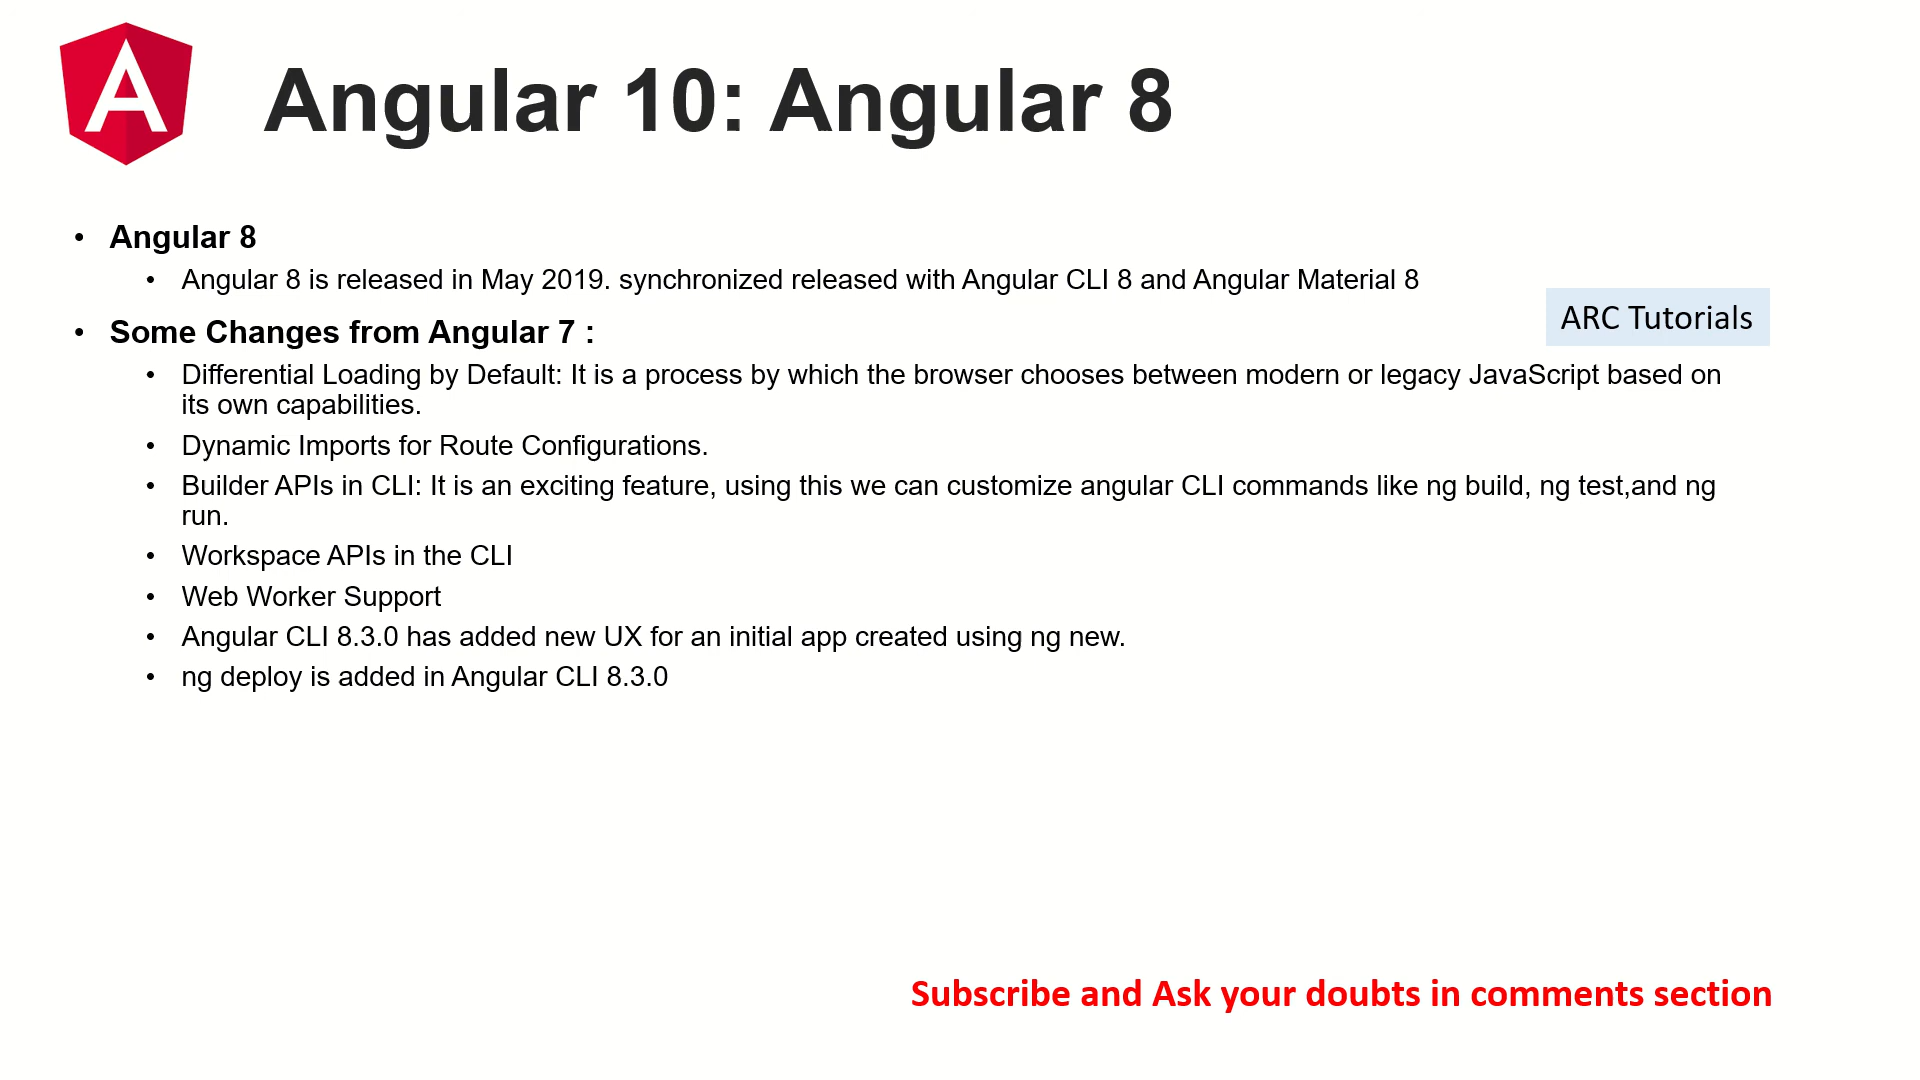 Angular 10: Angular 8
• Angular 8
• Angular 8 is released in May 2019. synchronized released with Angular CLI 8 and Angular Material 8
ARC Tutorials
• Some Changes from Angular 7 :
• Differential Loading by Default: It is a process by which the browser chooses between modern or legacy JavaScript based on
its own capabilities.
• Dynamic Imports for Route Configurations.
• Builder APIs in CLI: It is an exciting feature, using this we can customize angular CLI commands like ng build, ng test,and ng
run.
• Workspace APIs in the CLI
• Web Worker Support
• Angular CLI 8.3.0 has added new UX for an initial app created using ng new.
• ng deploy is added in Angular CLI 8.3.0
Subscribe and Ask your doubts in comments section